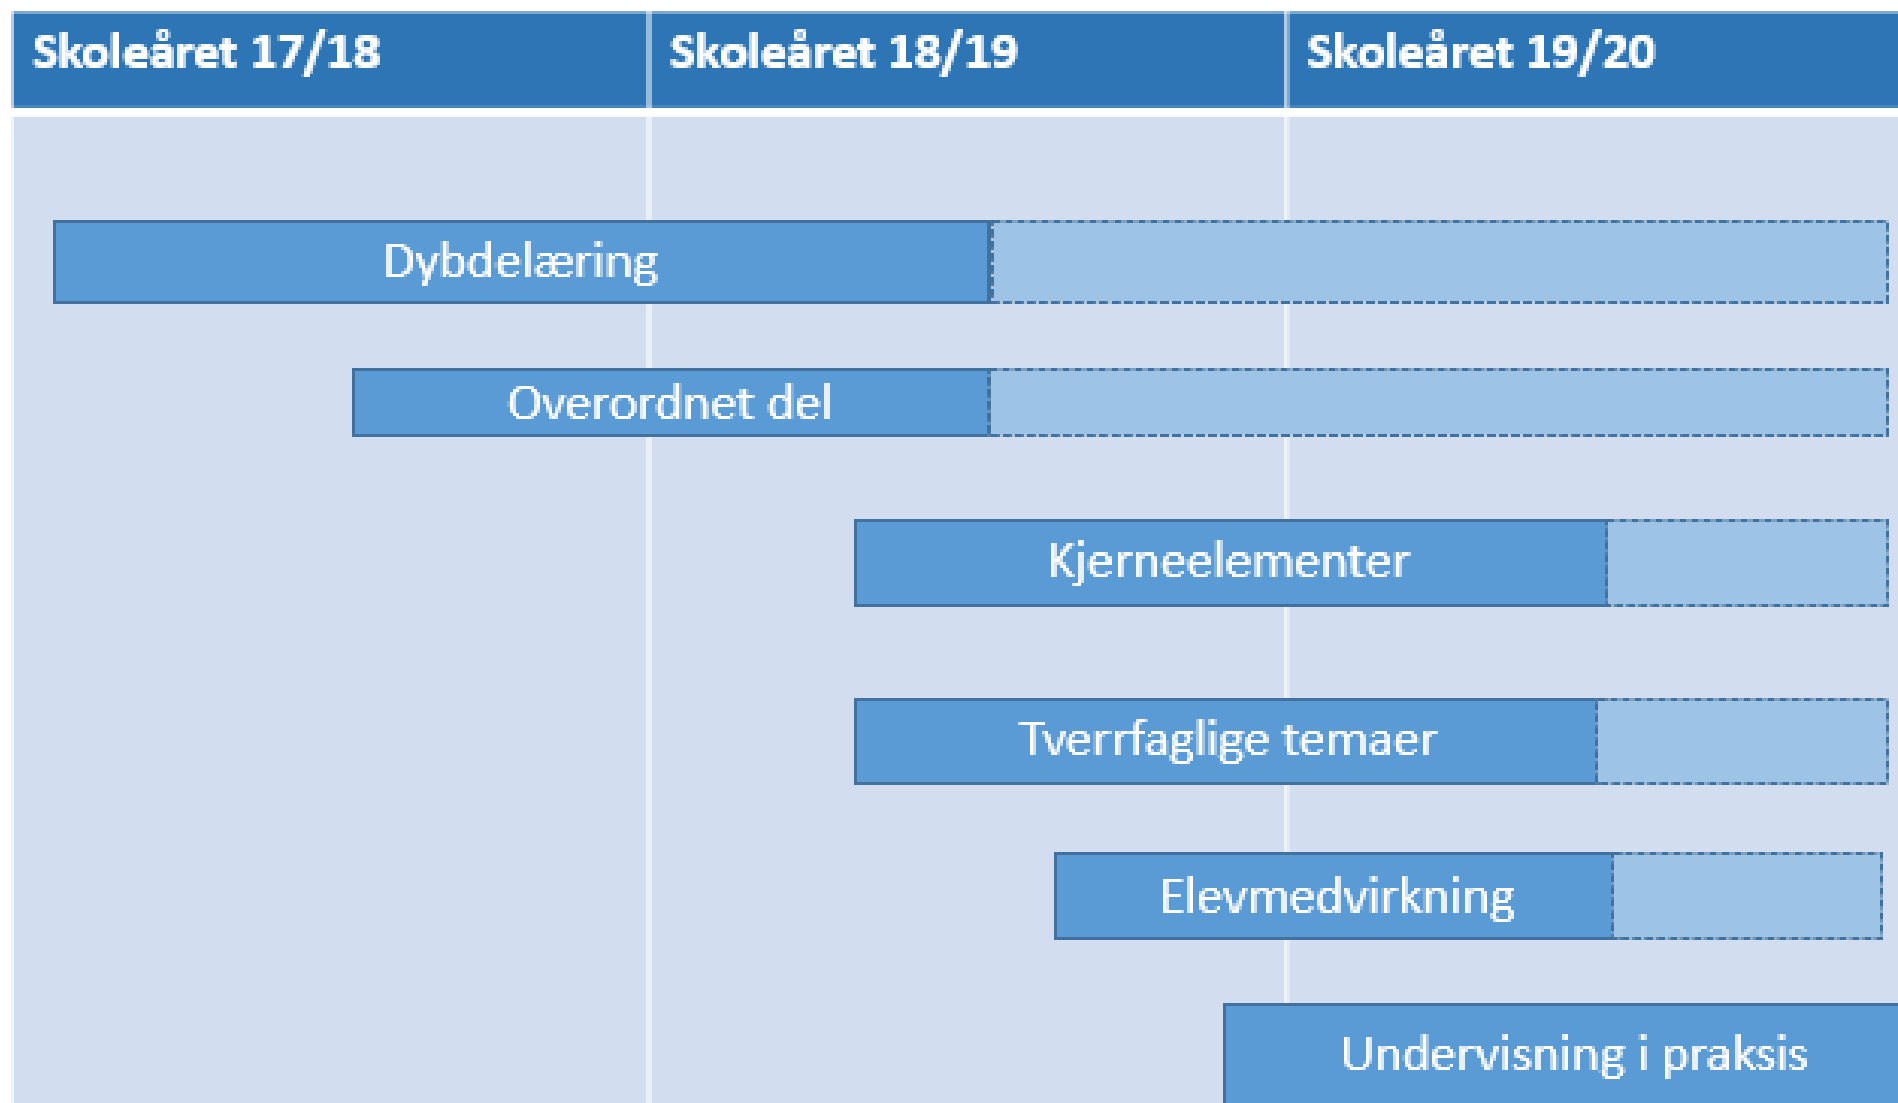 Skoleåret 17/18
Skoleåret 18/19
Skoleåret 19/20
Dybdelæring
Overordnet del
Kjerneelementer
Tverrfaglige temaer
Elevmedvirkning
Undervisning i praksis